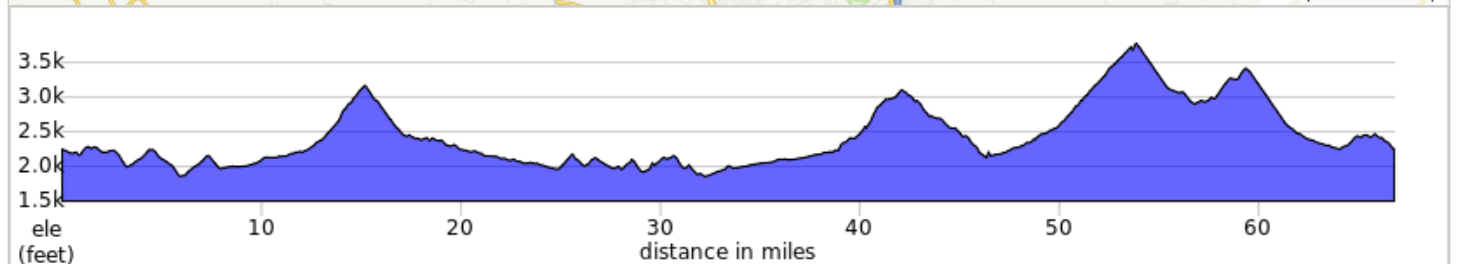 3.5k
3.0k
2.5k
2.0k
1.5k
ele 10 20 30 40 50 60
(feet) distance in miles